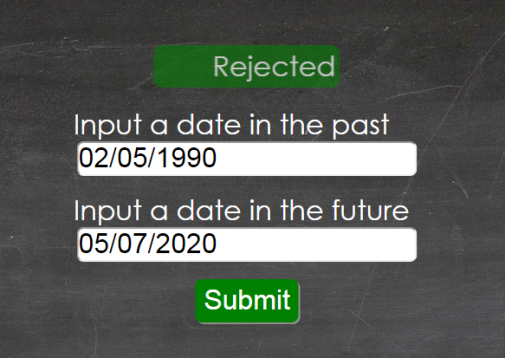 Rejected
Input a date in the past
02/05/1990
Input a date in the future
05/07/2020
Submit